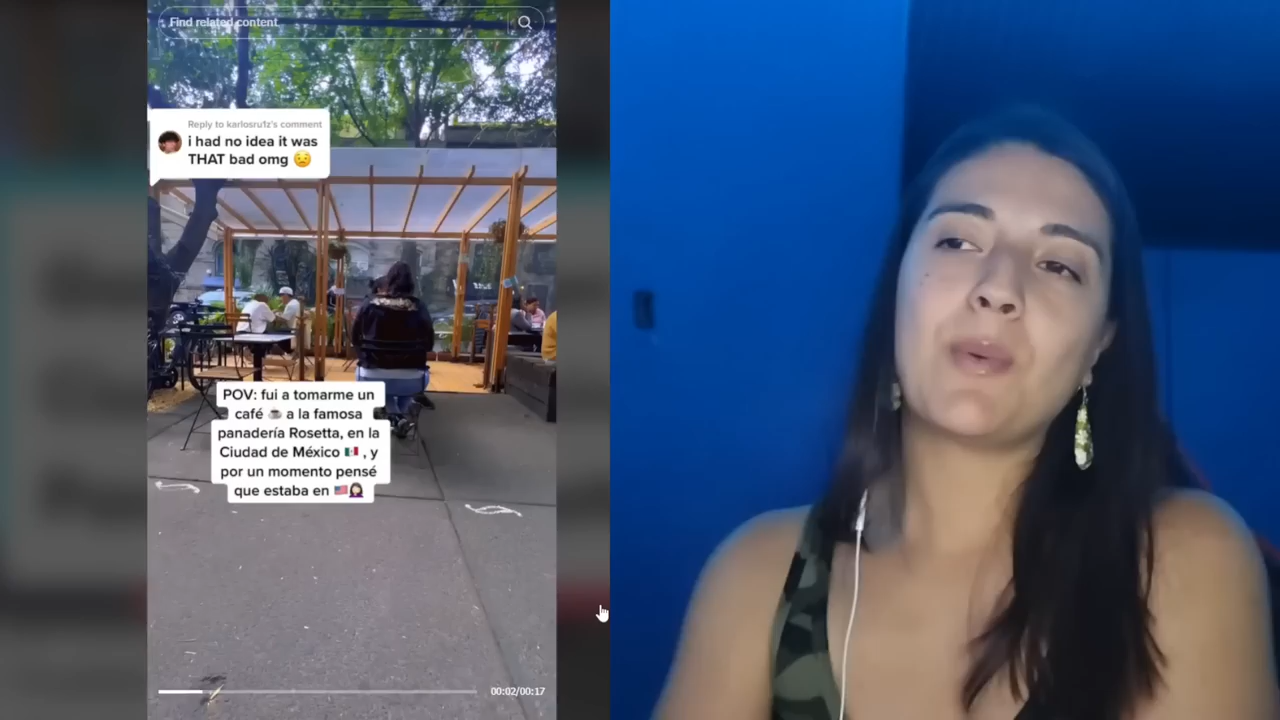 Find related content
Reply to karlosru1z's comment
i had no idea it was
THAT bad omg 😟
POV: fui a tomarme un
café ☕ a la famosa
panadería Rosetta, en la
Ciudad de México 🇲🇽 , y
por un momento pensé
que estaba en 🇺🇸🤦🏻‍♀️
00:02/00:17